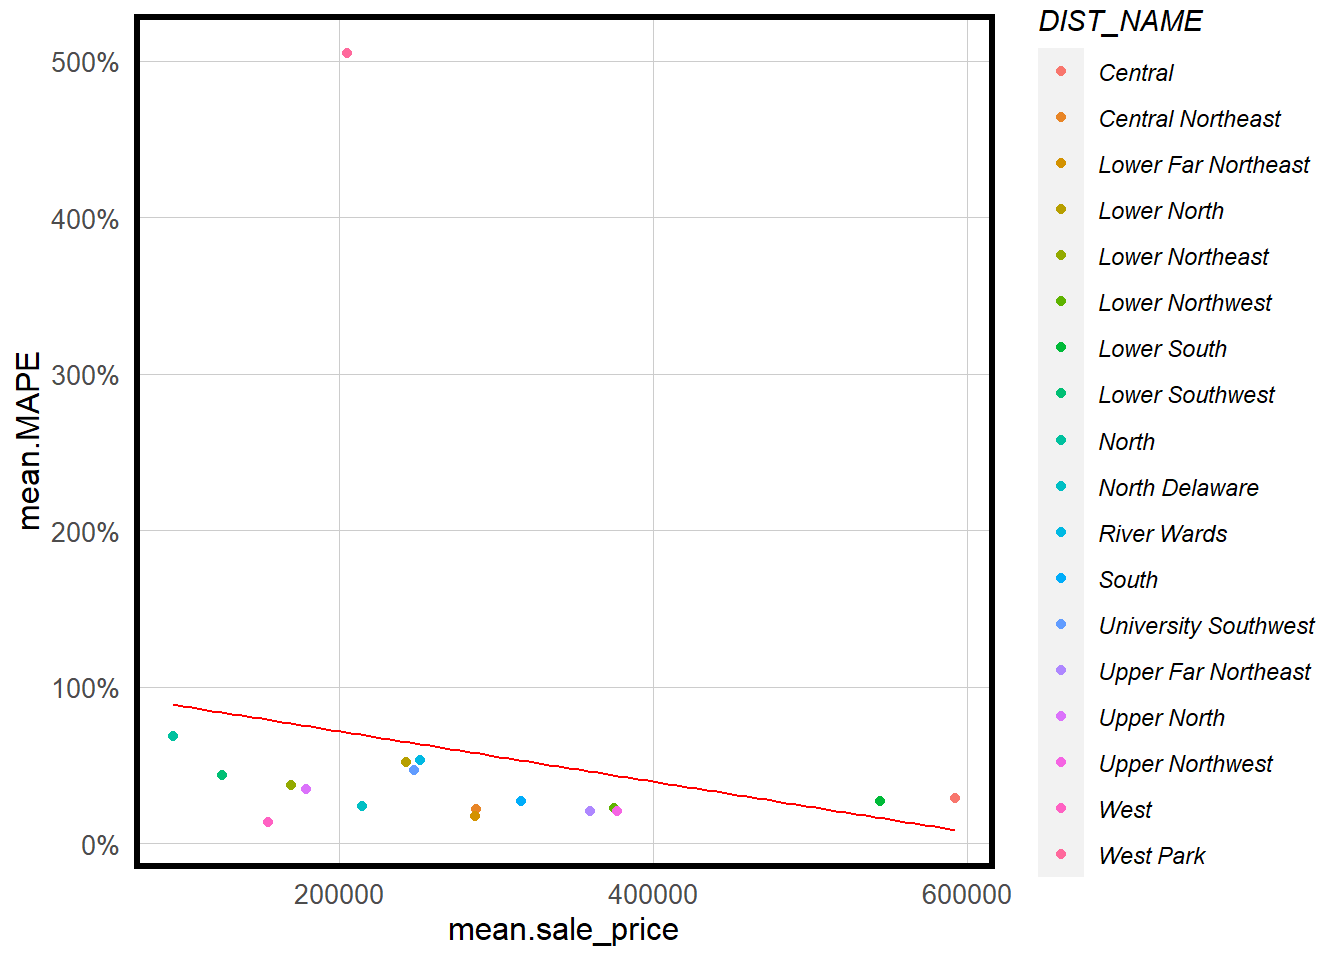 DIST_NAME
Central
Central Northeast
Lower Far Northeast
Lower North
Lower Northeast
Lower Northwest
Lower South
Lower Southwest
North
North Delaware
River Wards
South
University Southwest
Upper Far Northeast
Upper North
Upper Northwest
West
West Park
mean.MAPE
500%
400%
300%
200%
100%
0%
200000
400000
600000
mean.sale_price